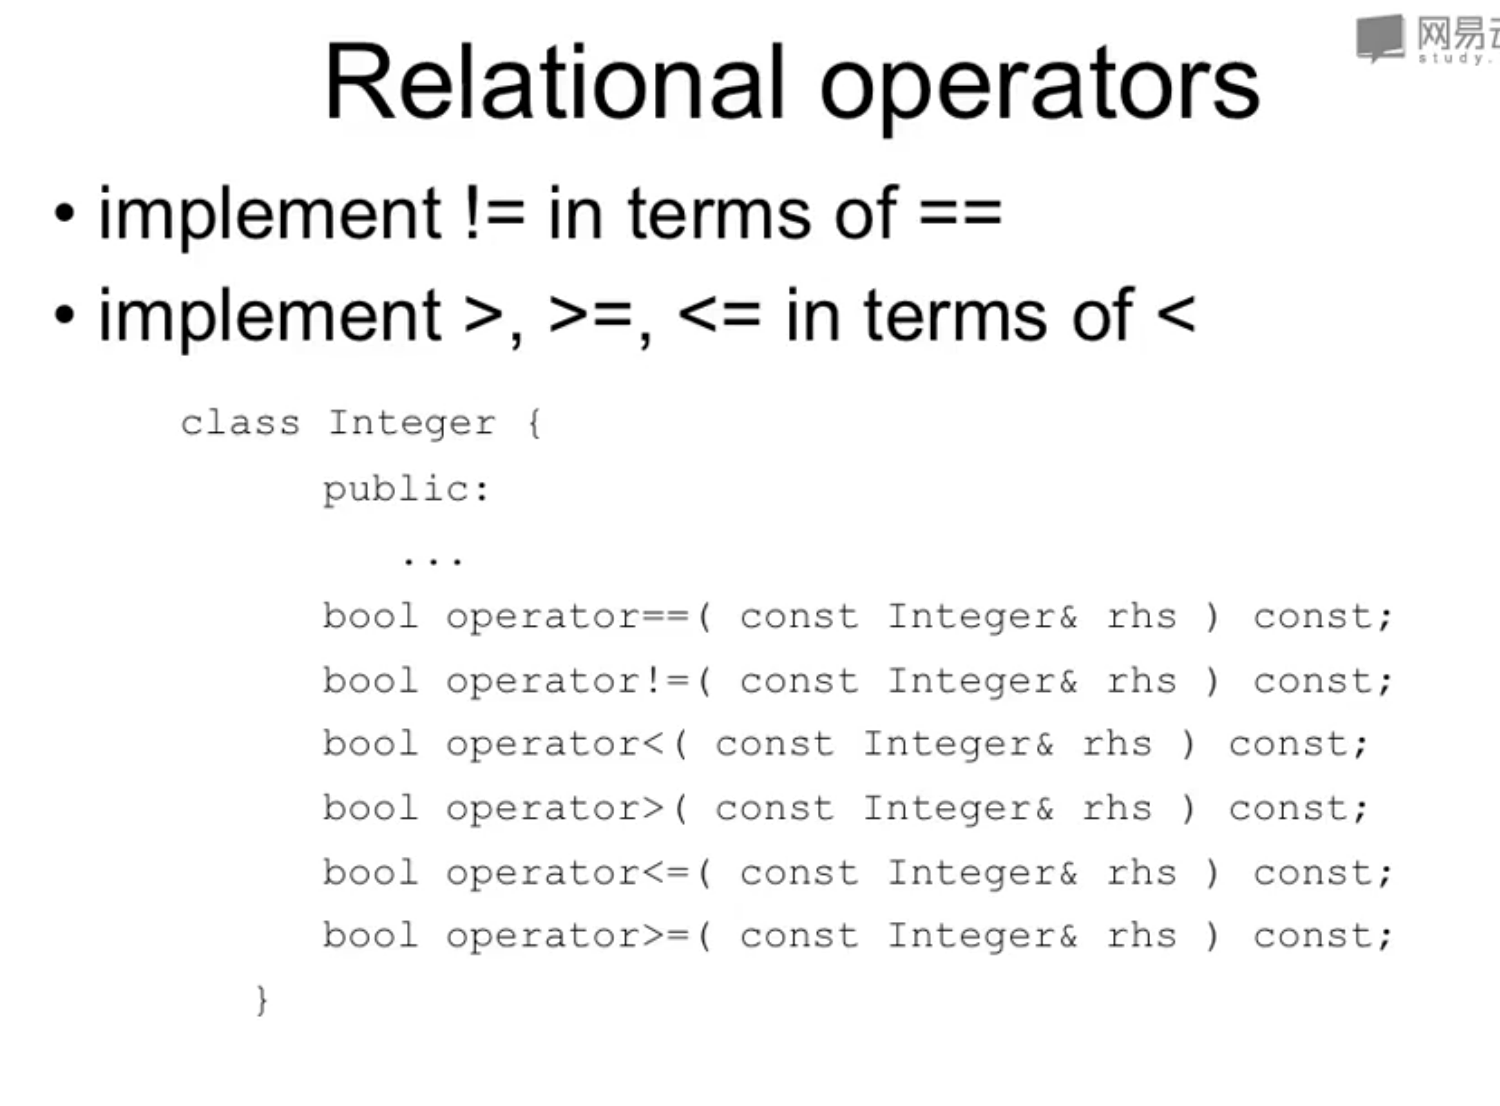 Relational operators
网易云
study.
• implement != in terms of ==
• implement >, >=, <= in terms of <
class Integer {
public:
...
bool operator==( const Integer& rhs ) const;
bool operator!=( const Integer& rhs ) const;
bool operator<( const Integer& rhs ) const;
bool operator>( const Integer& rhs ) const;
bool operator<=( const Integer& rhs ) const;
bool operator>=( const Integer& rhs ) const;
}